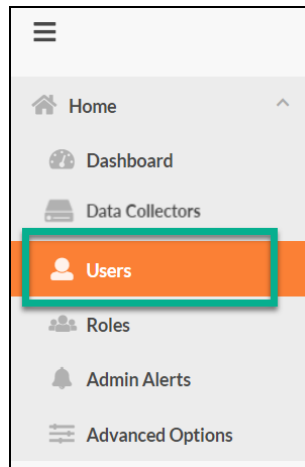 Home
Dashboard
Data Collectors
Users
Roles
Admin Alerts
Advanced Options